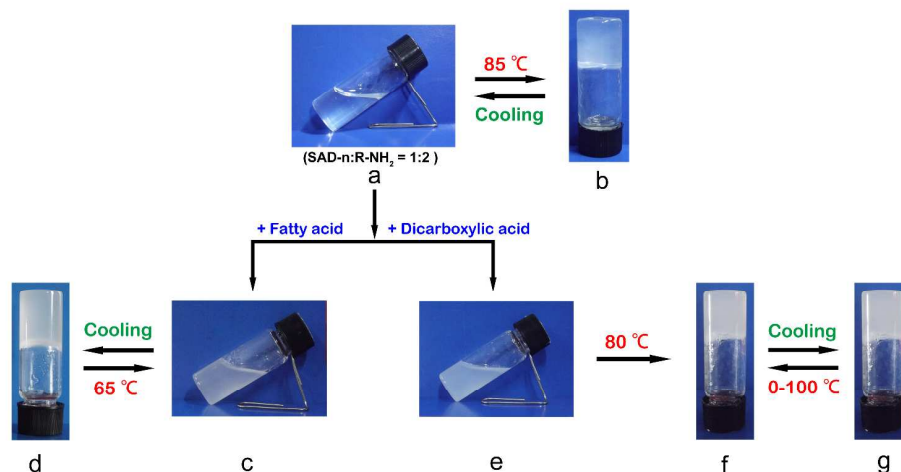 85 ℃
Cooling
(SAD-n:R-NH₂ = 1:2 )
a
b
+ Fatty acid
+ Dicarboxylic acid
Cooling
65 ℃
80 ℃
Cooling
0-100 ℃
d
c
e
f
g